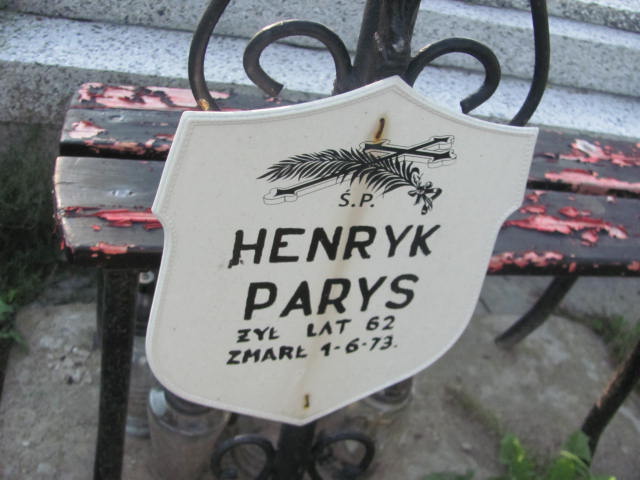 S.P.
HENRYK
PARYS
ŻYŁ LAT 62
ZMARŁ 1-6-73.